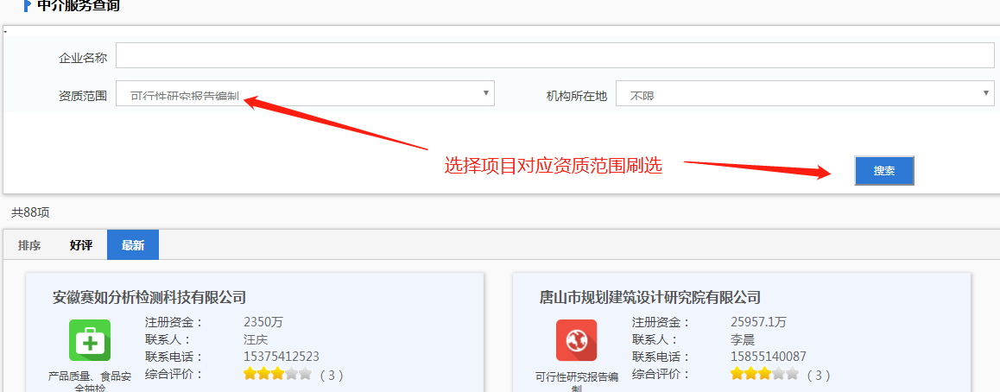 中介服务查询
企业名称
资质范围 可行性研究报告编制 机构所在地 不限
选择项目对应资质范围刷选
搜索
共88项
排序 好评 最新
安徽赛如分析检测科技有限公司
注册资金： 2350万
联系人： 汪庆
联系电话： 15375412523
综合评价： （3）
产品质量、食品安
全抽检
唐山市规划建筑设计研究院有限公司
注册资金： 25957.1万
联系人： 李晨
联系电话： 15855140087
综合评价： （3）
可行性研究报告编
制